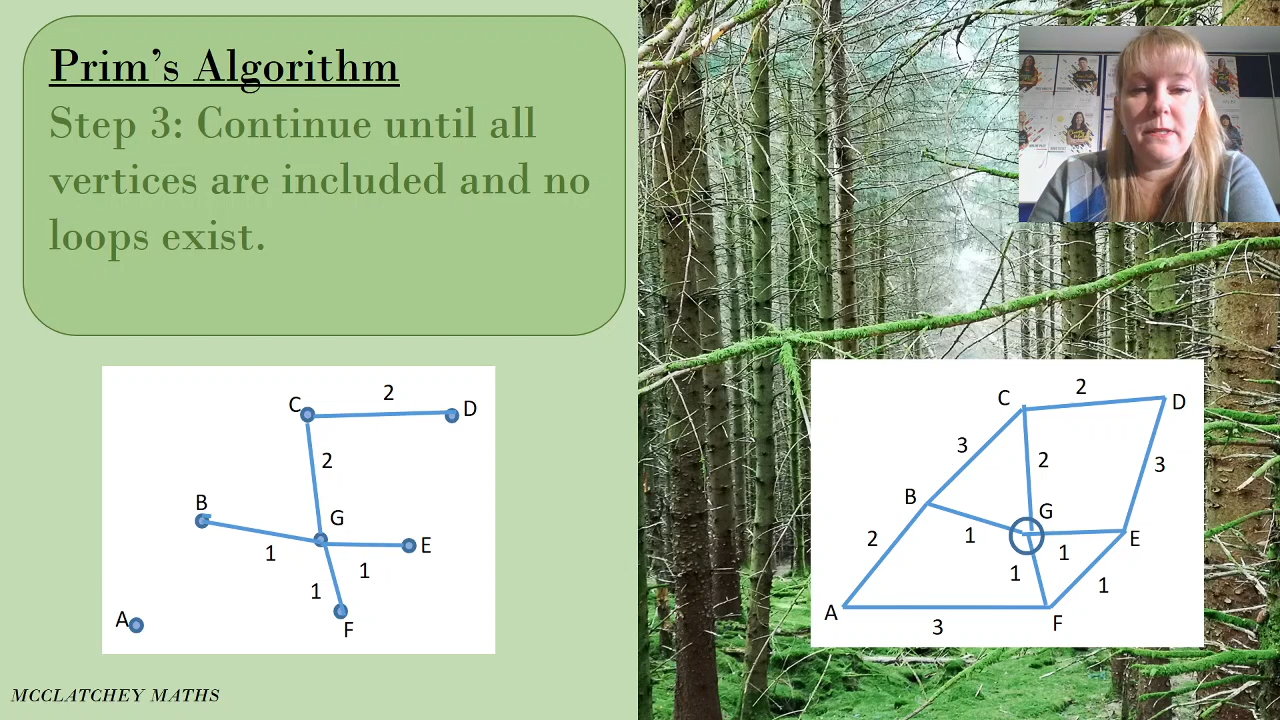 Prim's Algorithm
Step 3: Continue until all
vertices are included and no
loops exist.
C
2
D
2
B
G
1
E
1
1
A
F
C
2
D
3
2
3
B
G
2
1
1
E
1
1
A
F
3
MCCLATCHEY MATHS